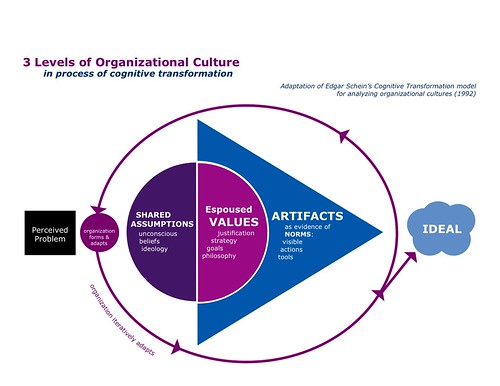 3 Levels of Organizational Culture
in process of cognitive transformation
Adaptation of Edgar Schein's Cognitive Transformation model
for analyzing organizational cultures (1992)
Perceived
Problem
organization
forms &
adapts
SHARED
ASSUMPTIONS
unconscious
beliefs
ideology
Espoused
VALUES
justification
strategy
goals
philosophy
ARTIFACTS
as evidence of
NORMS:
visible
actions
tools
IDEAL
organization iteratively adapts